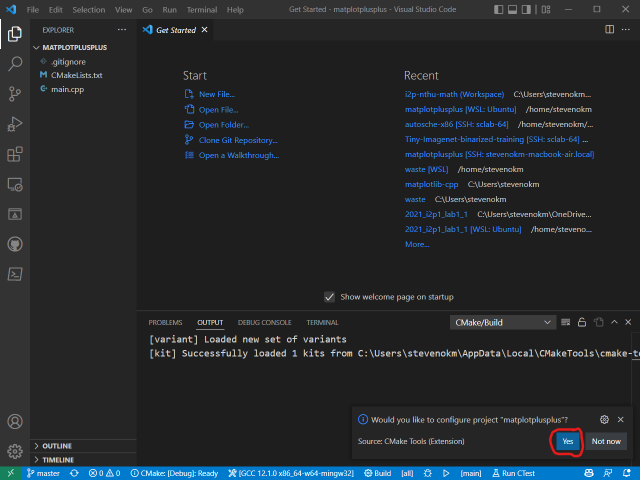 File Edit Selection View Go Run Terminal Help Get Started - matplotplusplus - Visual Studio Code
EXPLORER
MATPLOTPLUSPLUS
.gitignore
CMakeLists.txt
main.cpp
OUTLINE
TIMELINE
Get Started
Start
New File...
Open File...
Open Folder...
Clone Git Repository...
Open a Walkthrough...
Recent
i2p-nthu-math (Workspace) C:\Users\stevenokm
matplotplusplus [WSL: Ubuntu] /home/stevenokm
autosche-x86 [SSH: sclab-64] /home/stevenokm/...
Tiny-Imagenet-binarized-training [SSH: sclab-64] ...
matplotplusplus [SSH: stevenokm-macbook-air.local]
waste [WSL] /home/stevenokm
matplotlib-cpp C:\Users\stevenokm
waste C:\Users\stevenokm
2021_i2p1_lab1_1 C:\Users\stevenokm\OneDrive...
2021_i2p1_lab1_1 [WSL: Ubuntu] /home/steveno...
More...
Show welcome page on startup
PROBLEMS OUTPUT DEBUG CONSOLE TERMINAL CMake/Build
[variant] Loaded new set of variants
[kit] Successfully loaded 1 kits from C:\Users\stevenokm\AppData\Local\CMakeTools\cmake-to
Would you like to configure project "matplotplusplus"?
Source: CMake Tools (Extension) Yes Not now
master 0 0 CMake: [Debug]: Ready [GCC 12.1.0 x86_64-w64-mingw32] Build [all] [main] Run CTest